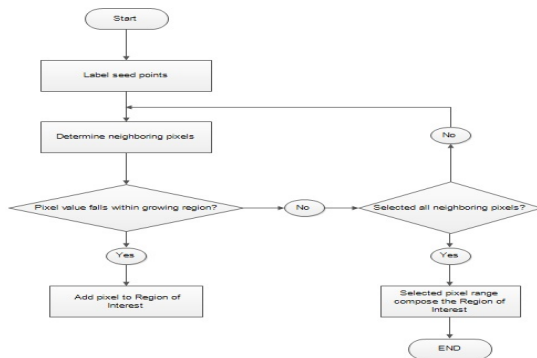 Start
Label seed points
Determine neighboring pixels
No
Pixel value falls within growing region?
No
Selected all neighboring pixels?
Yes
Yes
Add pixel to Region of
Interest
Selected pixel range
compose the Region of
Interest
END